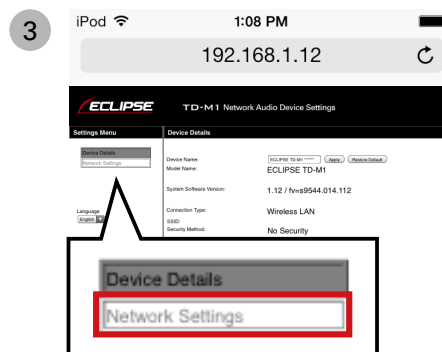 3
iPod 1:08 PM
192.168.1.12
ECLIPSE TD-M1 Network Audio Device Settings
Settings Menu Device Details
Device Details
Network Settings
Device Name: ECLIPSE TD-M1 ****** Apply Restore Default
Model Name: ECLIPSE TD-M1
System Software Version: 1.12 / fv=s9544.014.112
Connection Type: Wireless LAN
Language
English
SSID:
Security Method: No Security
Device Details
Network Settings